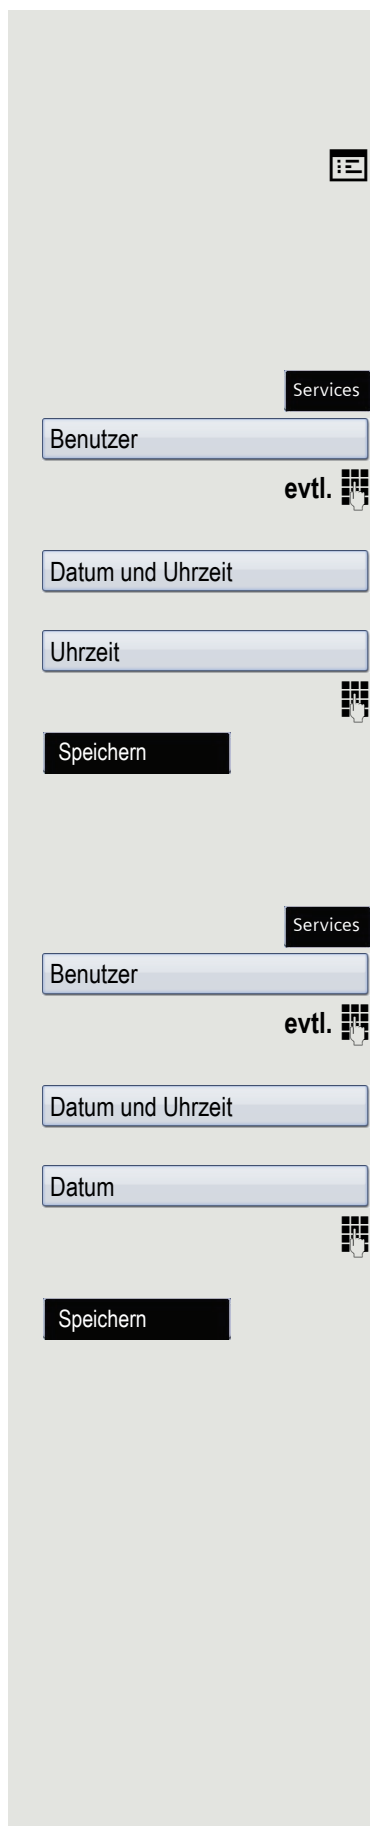 Services
Benutzer
evtl.
Datum und Uhrzeit
Uhrzeit
Speichern
Services
Benutzer
evtl.
Datum und Uhrzeit
Datum
Speichern